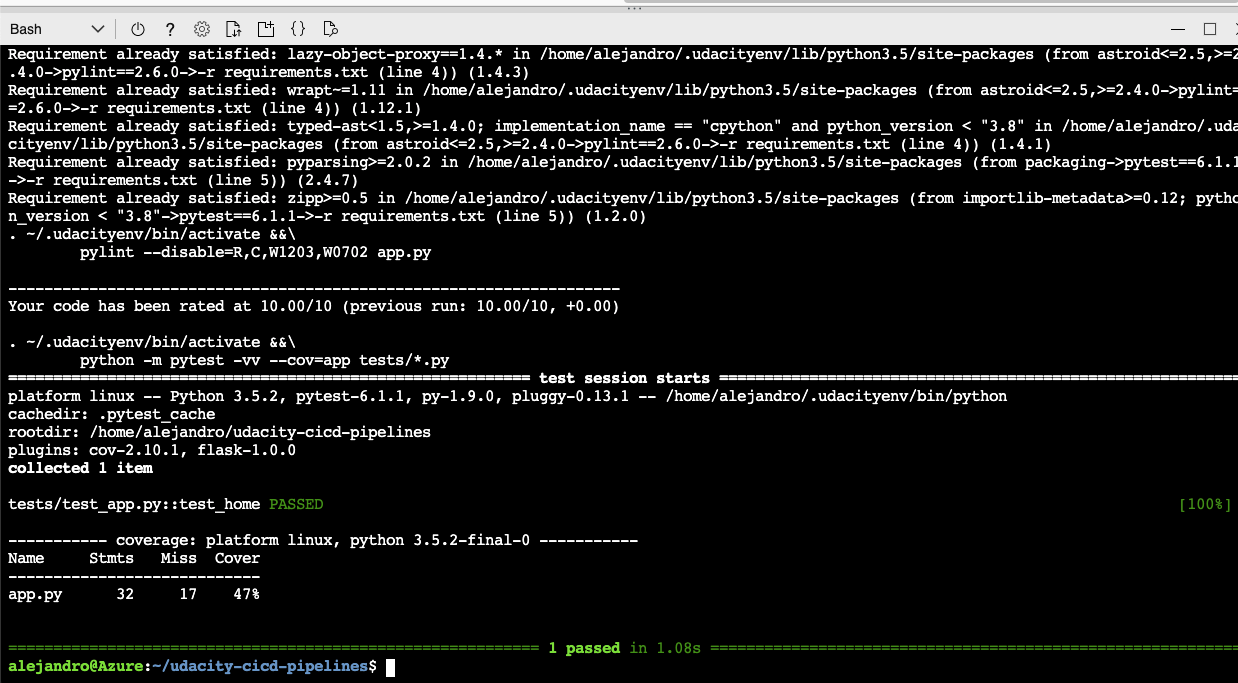 Bash
Requirement already satisfied: lazy-object-proxy==1.4.* in /home/alejandro/.udacityenv/lib/python3.5/site-packages (from astroid<=2.5,>=2
.4.0->pylint==2.6.0->-r requirements.txt (line 4)) (1.4.3)
Requirement already satisfied: wrapt~=1.11 in /home/alejandro/.udacityenv/lib/python3.5/site-packages (from astroid<=2.5,>=2.4.0->pylint=
=2.6.0->-r requirements.txt (line 4)) (1.12.1)
Requirement already satisfied: typed-ast<1.5,>=1.4.0; implementation_name == "cpython" and python_version < "3.8" in /home/alejandro/.uda
cityenv/lib/python3.5/site-packages (from astroid<=2.5,>=2.4.0->pylint==2.6.0->-r requirements.txt (line 4)) (1.4.1)
Requirement already satisfied: pyparsing>=2.0.2 in /home/alejandro/.udacityenv/lib/python3.5/site-packages (from packaging->pytest==6.1.1
->-r requirements.txt (line 5)) (2.4.7)
Requirement already satisfied: zipp>=0.5 in /home/alejandro/.udacityenv/lib/python3.5/site-packages (from importlib-metadata>=0.12; pytho
n_version < "3.8"->pytest==6.1.1->-r requirements.txt (line 5)) (1.2.0)
. ~/.udacityenv/bin/activate &&\
pylint --disable=R,C,W1203,W0702 app.py
--------------------------------------------------------------------
Your code has been rated at 10.00/10 (previous run: 10.00/10, +0.00)
. ~/.udacityenv/bin/activate &&\
python -m pytest -vv --cov=app tests/*.py
========================================================== test session starts ==========================================================
platform linux -- Python 3.5.2, pytest-6.1.1, py-1.9.0, pluggy-0.13.1 -- /home/alejandro/.udacityenv/bin/python
cachedir: .pytest_cache
rootdir: /home/alejandro/udacity-cicd-pipelines
plugins: cov-2.10.1, flask-1.0.0
collected 1 item
tests/test_app.py::test_home PASSED [100%]
----------- coverage: platform linux, python 3.5.2-final-0 -----------
Name     Stmts   Miss  Cover
----------------------------
app.py      32     17    47%
=========================================================== 1 passed in 1.08s ===========================================================
alejandro@Azure:~/udacity-cicd-pipelines$